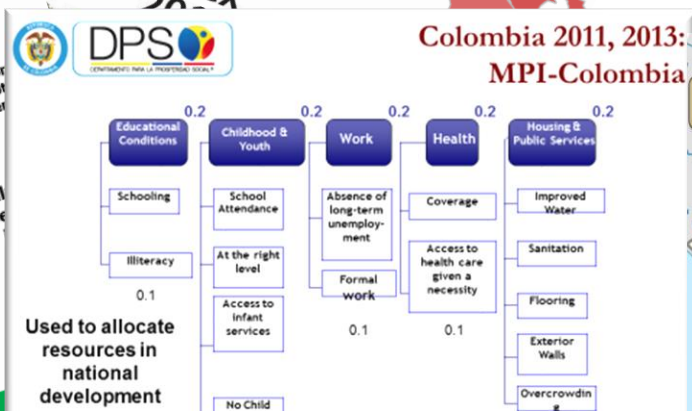 DPS
DEPARTAMENTO PARA LA PROSPERIDAD SOCIAL
Colombia 2011, 2013:
MPI-Colombia
0.2
0.2
0.2
0.2
0.2
Educational
Conditions
Childhood &
Youth
Work
Health
Housing &
Public Services
Schooling
Illiteracy
0.1
School
Attendance
At the right
level
Access to
infant
services
No Child
Absence of
long-term
unemploy-
ment
Formal
work
0.1
Coverage
Access to
health care
given a
necessity
0.1
Improved
Water
Sanitation
Flooring
Exterior
Walls
Overcrowdin
g
Used to allocate
resources in
national
development